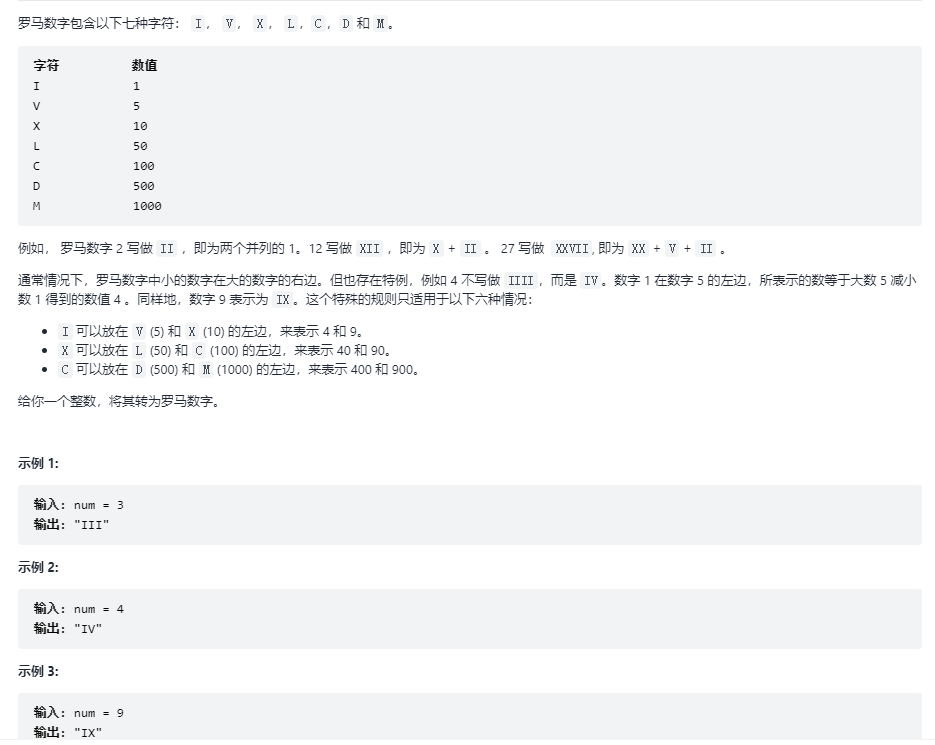 罗马数字包含以下七种字符： I， V， X， L，C，D 和 M。
字符 数值
I 1
V 5
X 10
L 50
C 100
D 500
M 1000
例如， 罗马数字 2 写做 II ，即为两个并列的 1。12 写做 XII ，即为 X + II 。 27 写做 XXVII, 即为 XX + V + II 。
通常情况下，罗马数字中小的数字在大的数字的右边。但也存在特例，例如 4 不写做 IIII，而是 IV。数字 1 在数字 5 的左边，所表示的数等于大数 5 减小
数 1 得到的数值 4 。同样地，数字 9 表示为 IX。这个特殊的规则只适用于以下六种情况：
• I 可以放在 V (5) 和 X (10) 的左边，来表示 4 和 9。
• X 可以放在 L (50) 和 C (100) 的左边，来表示 40 和 90。
• C 可以放在 D (500) 和 M (1000) 的左边，来表示 400 和 900。
给你一个整数，将其转为罗马数字。
示例 1:
输入: num = 3
输出: "III"
示例 2:
输入: num = 4
输出: "IV"
示例 3:
输入: num = 9
输出: "IX"